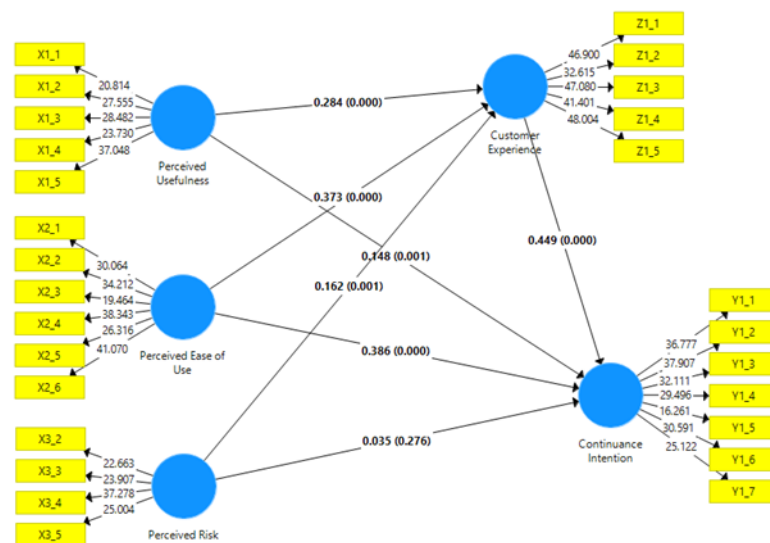 X1_1
X1_2
X1_3
X1_4
X1_5
20.814
27.555
28.482
23.730
37.048
Perceived
Usefulness
0.284 (0.000)
Z1_1
Z1_2
Z1_3
Z1_4
Z1_5
46.900
32.615
47.080
41.401
48.004
Customer
Experience
0.373 (0.000)
0.148 (0.001)
0.162 (0.001)
0.449 (0.000)
X2_1
X2_2
X2_3
X2_4
X2_5
X2_6
30.064
34.212
19.464
38.343
26.316
41.070
Perceived Ease of
Use
0.386 (0.000)
0.035 (0.276)
Y1_1
Y1_2
Y1_3
Y1_4
Y1_5
Y1_6
Y1_7
36.777
37.907
32.111
29.496
16.261
30.591
25.122
Continuance
Intention
X3_2
X3_3
X3_4
X3_5
22.663
23.907
37.278
25.004
Perceived Risk